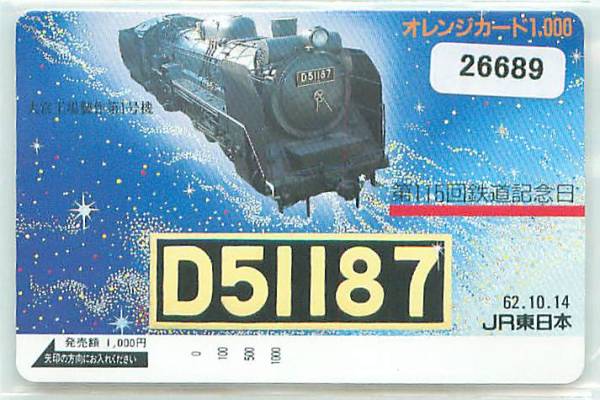 オレンジカード1,000
26689
D51187
大宮工場製作第1号機
第115回鉄道記念日
D51187
62.10.14
JR東日本
発売額 1,000円
矢印の方向にお入れください
0 100 500 1000